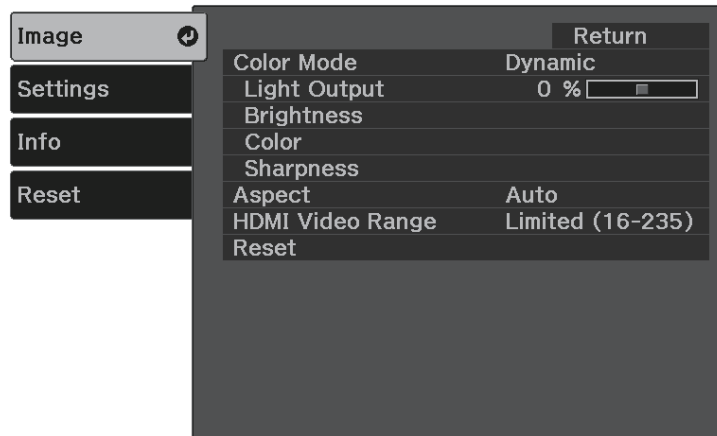 Image
Settings
Info
Reset
Return
Color Mode Dynamic
Light Output 0 %
Brightness
Color
Sharpness
Aspect Auto
HDMI Video Range Limited (16-235)
Reset